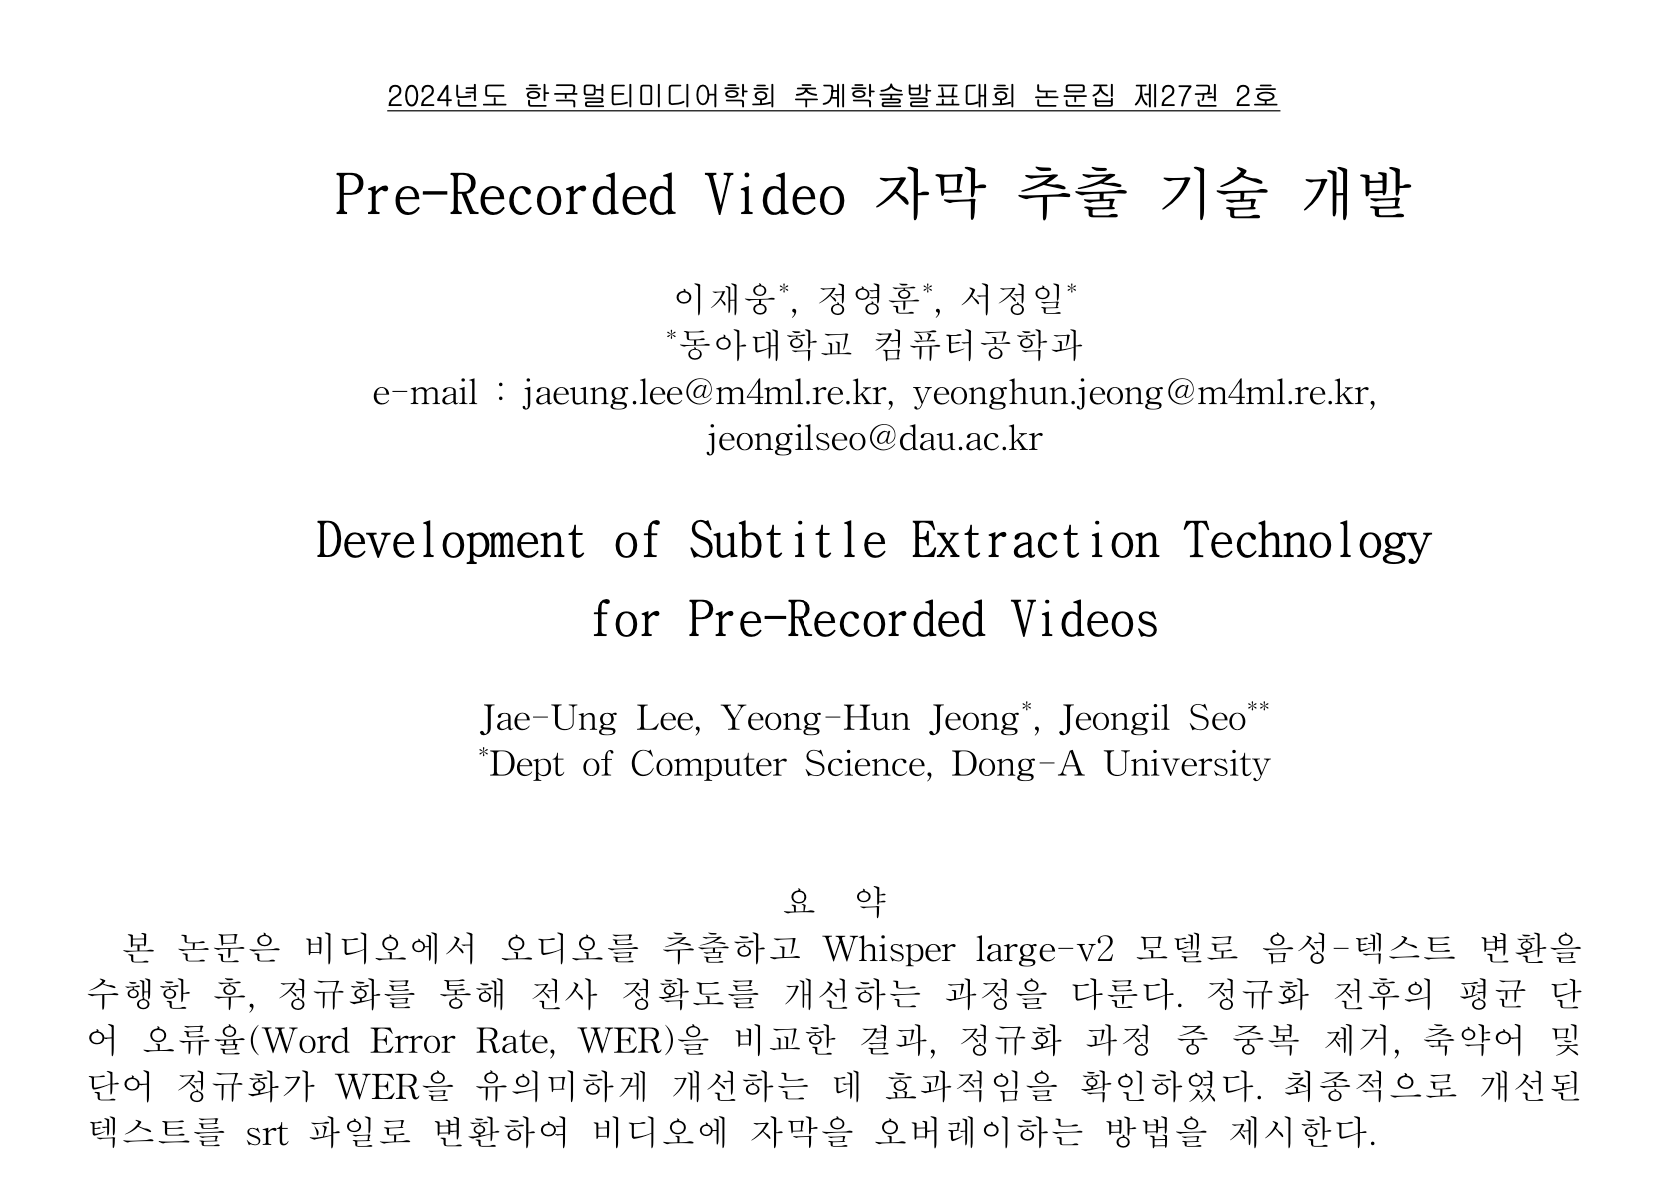 2024년도 한국멀티미디어학회 추계학술발표대회 논문집 제27권 2호
Pre-Recorded Video 자막 추출 기술 개발
이재웅*, 정영훈*, 서정일*
*동아대학교 컴퓨터공학과
e-mail : jaeung.lee@m4ml.re.kr, yeonghun.jeong@m4ml.re.kr,
jeongilseo@dau.ac.kr
Development of Subtitle Extraction Technology
for Pre-Recorded Videos
Jae-Ung Lee, Yeong-Hun Jeong*, Jeongil Seo**
*Dept of Computer Science, Dong-A University
요 약
본 논문은 비디오에서 오디오를 추출하고 Whisper large-v2 모델로 음성-텍스트 변환을
수행한 후, 정규화를 통해 전사 정확도를 개선하는 과정을 다룬다. 정규화 전후의 평균 단
어 오류율(Word Error Rate, WER)을 비교한 결과, 정규화 과정 중 중복 제거, 축약어 및
단어 정규화가 WER을 유의미하게 개선하는 데 효과적임을 확인하였다. 최종적으로 개선된
텍스트를 srt 파일로 변환하여 비디오에 자막을 오버레이하는 방법을 제시한다.